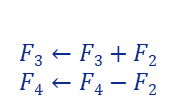 F₃ ← F₃ + F₂
F₄ ← F₄ − F₂